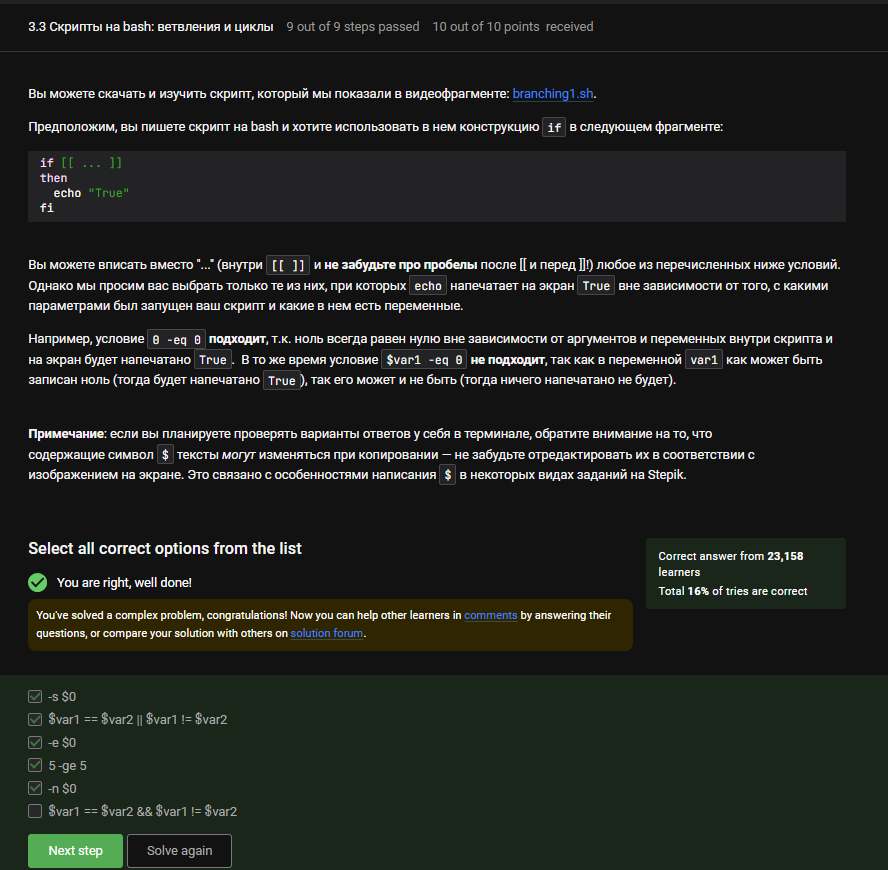 3.3 Скрипты на bash: ветвления и циклы 9 out of 9 steps passed 10 out of 10 points received
Вы можете скачать и изучить скрипт, который мы показали в видеофрагменте: branching1.sh.
Предположим, вы пишете скрипт на bash и хотите использовать в нем конструкцию if в следующем фрагменте:
if [[ ... ]]
then
  echo "True"
fi
Вы можете вписать вместо "..." (внутри [[ ]] и не забудьте про пробелы после [[ и перед ]]!) любое из перечисленных ниже условий.
Однако мы просим вас выбрать только те из них, при которых echo напечатает на экран True вне зависимости от того, с какими
параметрами был запущен ваш скрипт и какие в нем есть переменные.
Например, условие 0 -eq 0 подходит, т.к. ноль всегда равен нулю вне зависимости от аргументов и переменных внутри скрипта и
на экран будет напечатано True. В то же время условие $var1 -eq 0 не подходит, так как в переменной var1 как может быть
записан ноль (тогда будет напечатано True), так его может и не быть (тогда ничего напечатано не будет).
Примечание: если вы планируете проверять варианты ответов у себя в терминале, обратите внимание на то, что
содержащие символ $ тексты могут изменяться при копировании — не забудьте отредактировать их в соответствии с
изображением на экране. Это связано с особенностями написания $ в некоторых видах заданий на Stepik.
Select all correct options from the list
You are right, well done!
You've solved a complex problem, congratulations! Now you can help other learners in comments by answering their
questions, or compare your solution with others on solution forum.
Correct answer from 23,158
learners
Total 16% of tries are correct
-s $0
$var1 == $var2 || $var1 != $var2
-e $0
5 -ge 5
-n $0
$var1 == $var2 && $var1 != $var2
Next step Solve again